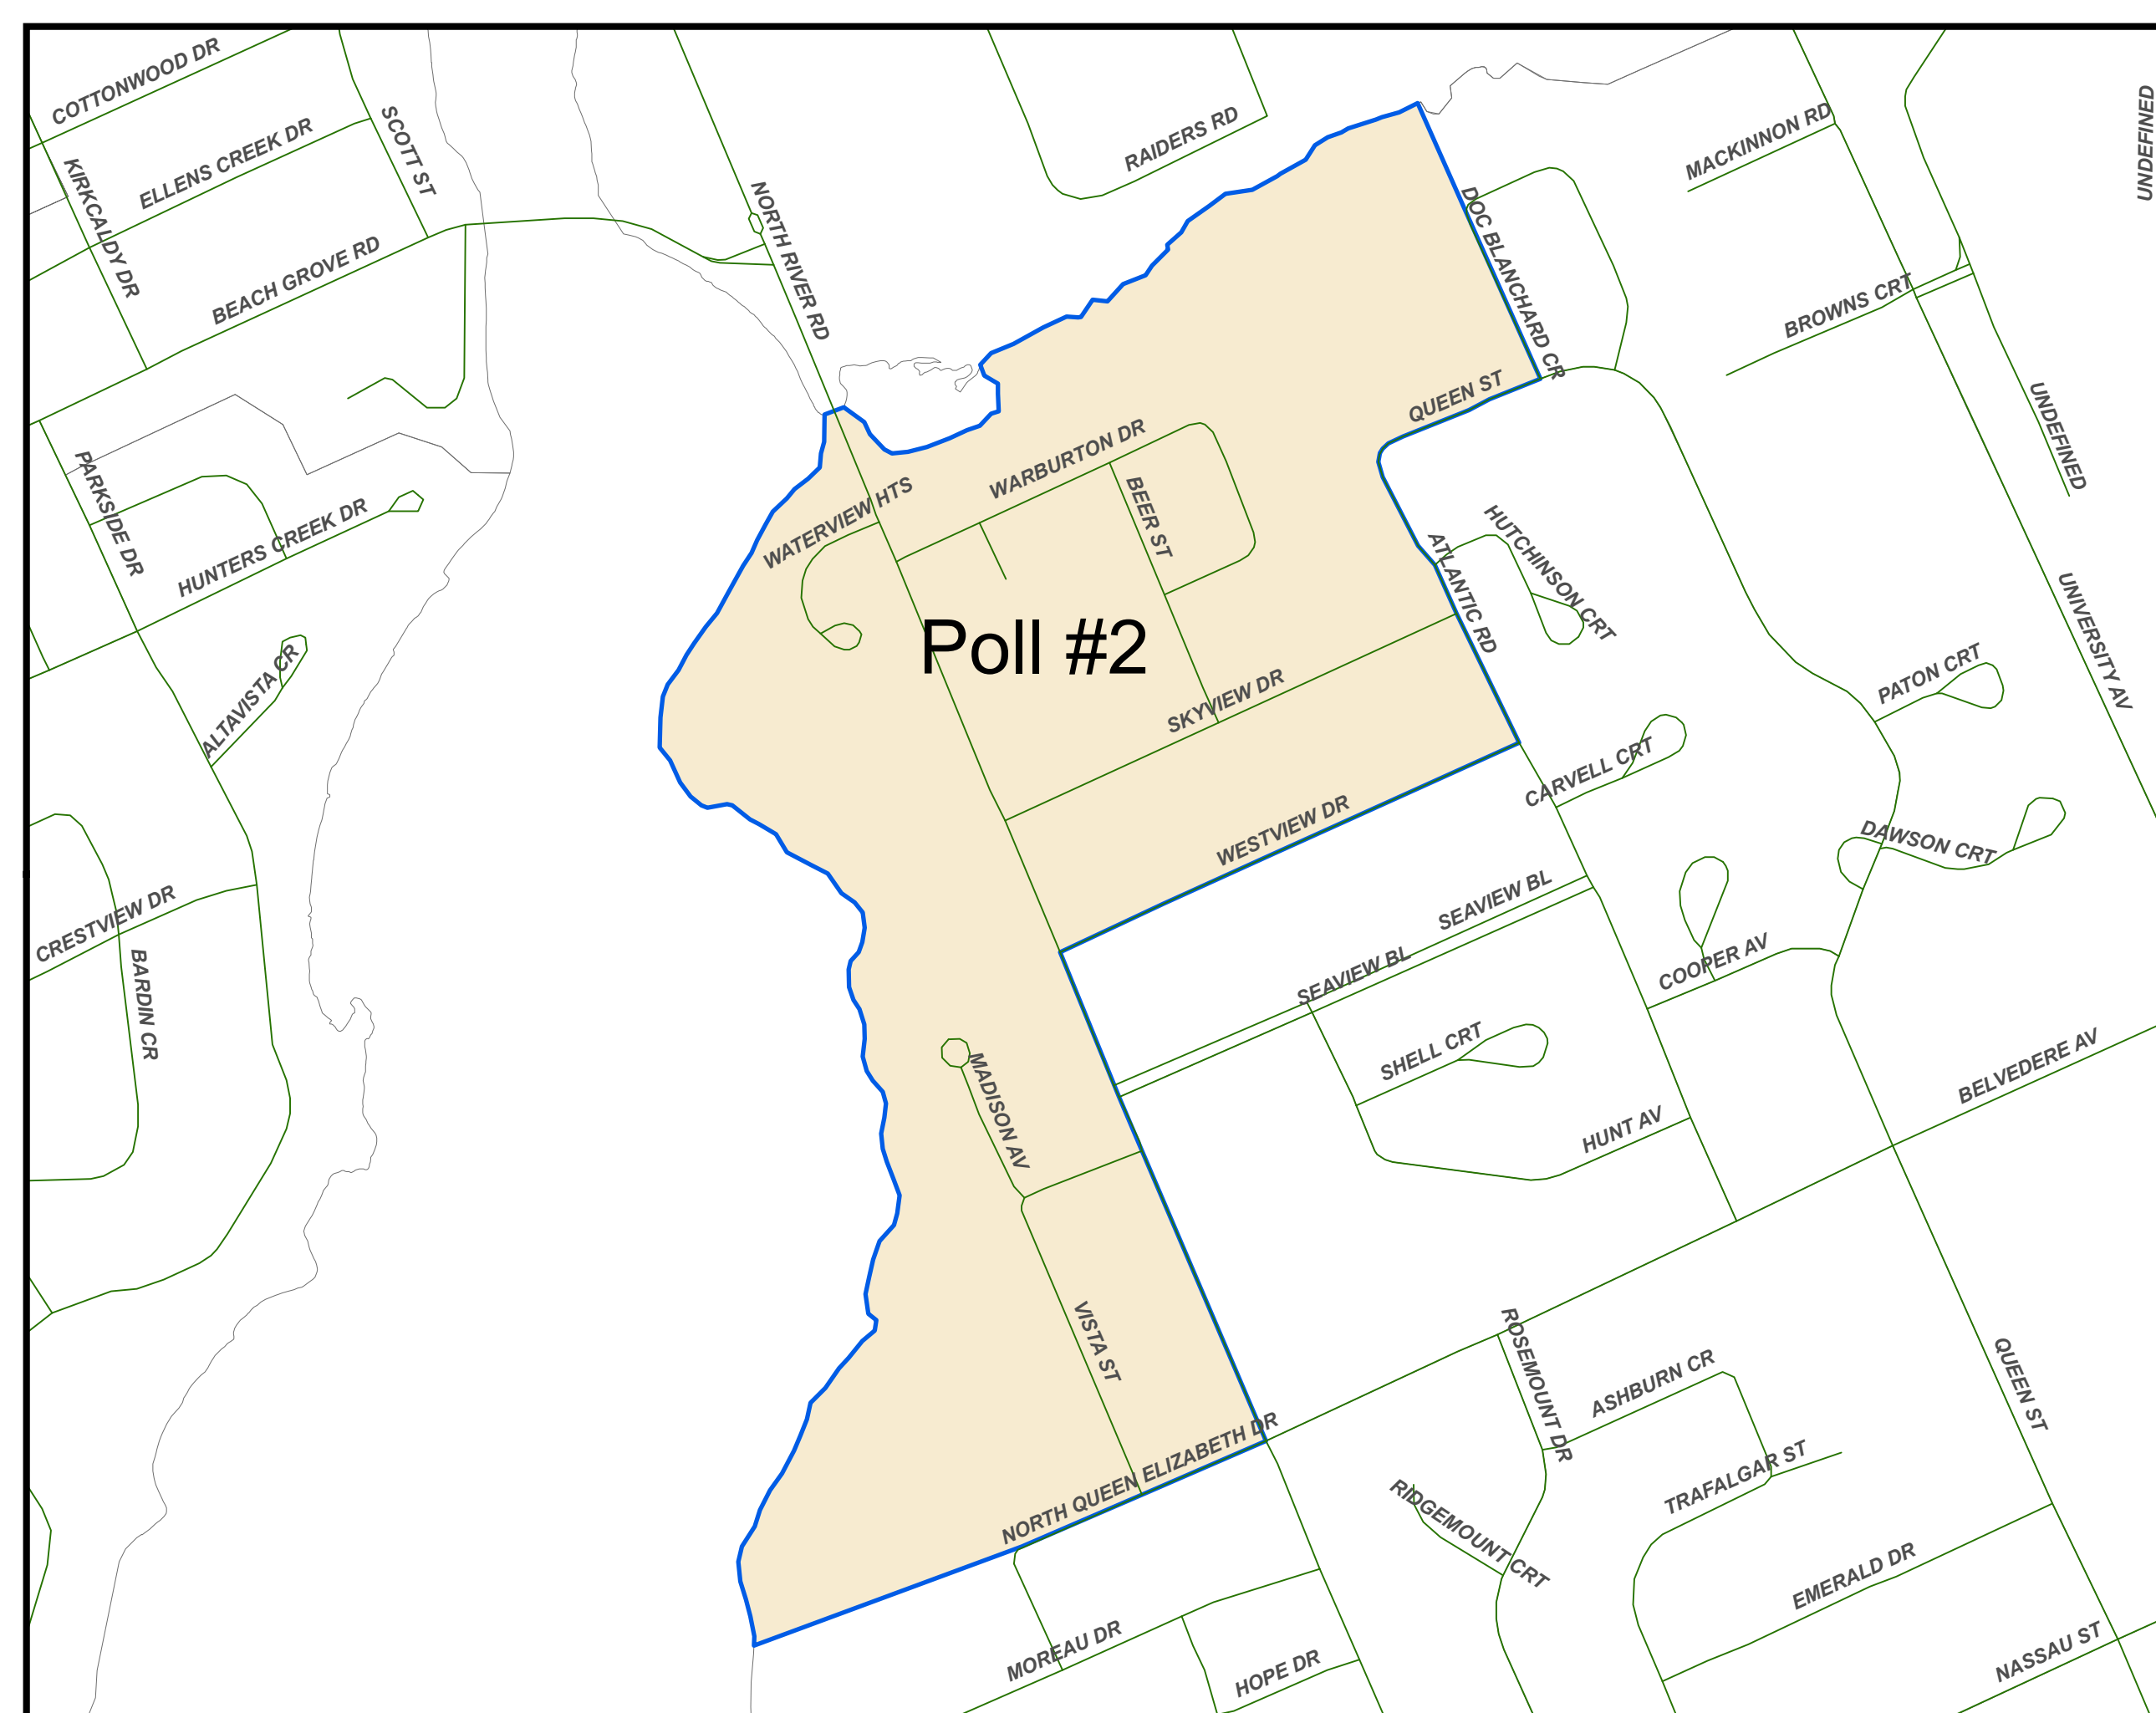 COTTONWOOD DR
SCOTT ST
ELLENS CREEK DR
KIRKCALDY DR
BEACH GROVE RD
NORTH RIVER RD
RAIDERS RD
DOC BLANCHARD CR
MACKINNON RD
UNDEFINED
BROWNS CRT
UNDEFINED
QUEEN ST
PARKSIDE DR
HUNTERS CREEK DR
WATERVIEW HTS
WARBURTON DR
BEER ST
ATLANTIC RD
HUTCHINSON CRT
UNIVERSITY AV
Poll #2
ALTAVISTA CR
SKYVIEW DR
PATON CRT
CARVELL CRT
WESTVIEW DR
DAWSON CRT
CRESTVIEW DR
BARDIN CR
SEAVIEW BL
SEAVIEW BL
COOPER AV
SHELL CRT
MADISON AV
HUNT AV
BELVEDERE AV
VISTA ST
ROSEMOUNT DR
ASHBURN CR
QUEEN ST
NORTH QUEEN ELIZABETH DR
TRAFALGAR ST
RIDGEMOUNT CRT
EMERALD DR
MOREAU DR
HOPE DR
NASSAU ST